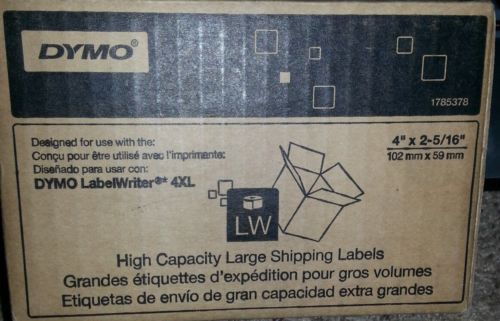 DYMO®
1785378
Designed for use with the:
Conçu pour être utilisé avec l'imprimante:
Diseñado para usar con:
DYMO LabelWriter®* 4XL
4" x 2-5/16"
102 mm x 59 mm
LW
High Capacity Large Shipping Labels
Grandes étiquettes d'expédition pour gros volumes
Etiquetas de envío de gran capacidad extra grandes